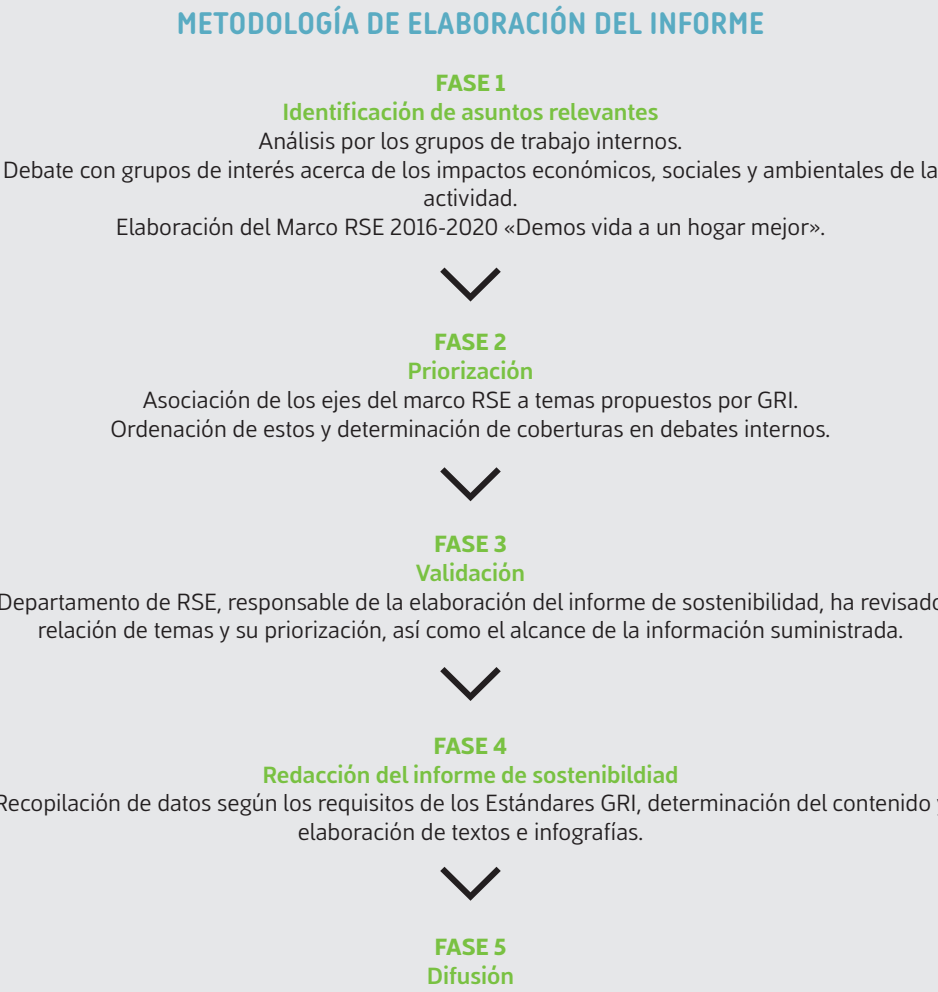 METODOLOGÍA DE ELABORACIÓN DEL INFORME
FASE 1
Identificación de asuntos relevantes
Análisis por los grupos de trabajo internos.
Debate con grupos de interés acerca de los impactos económicos, sociales y ambientales de la
actividad.
Elaboración del Marco RSE 2016-2020 «Demos vida a un hogar mejor».
FASE 2
Priorización
Asociación de los ejes del marco RSE a temas propuestos por GRI.
Ordenación de estos y determinación de coberturas en debates internos.
FASE 3
Validación
Departamento de RSE, responsable de la elaboración del informe de sostenibilidad, ha revisado
relación de temas y su priorización, así como el alcance de la información suministrada.
FASE 4
Redacción del informe de sostenibildiad
Recopilación de datos según los requisitos de los Estándares GRI, determinación del contenido y
elaboración de textos e infografías.
FASE 5
Difusión